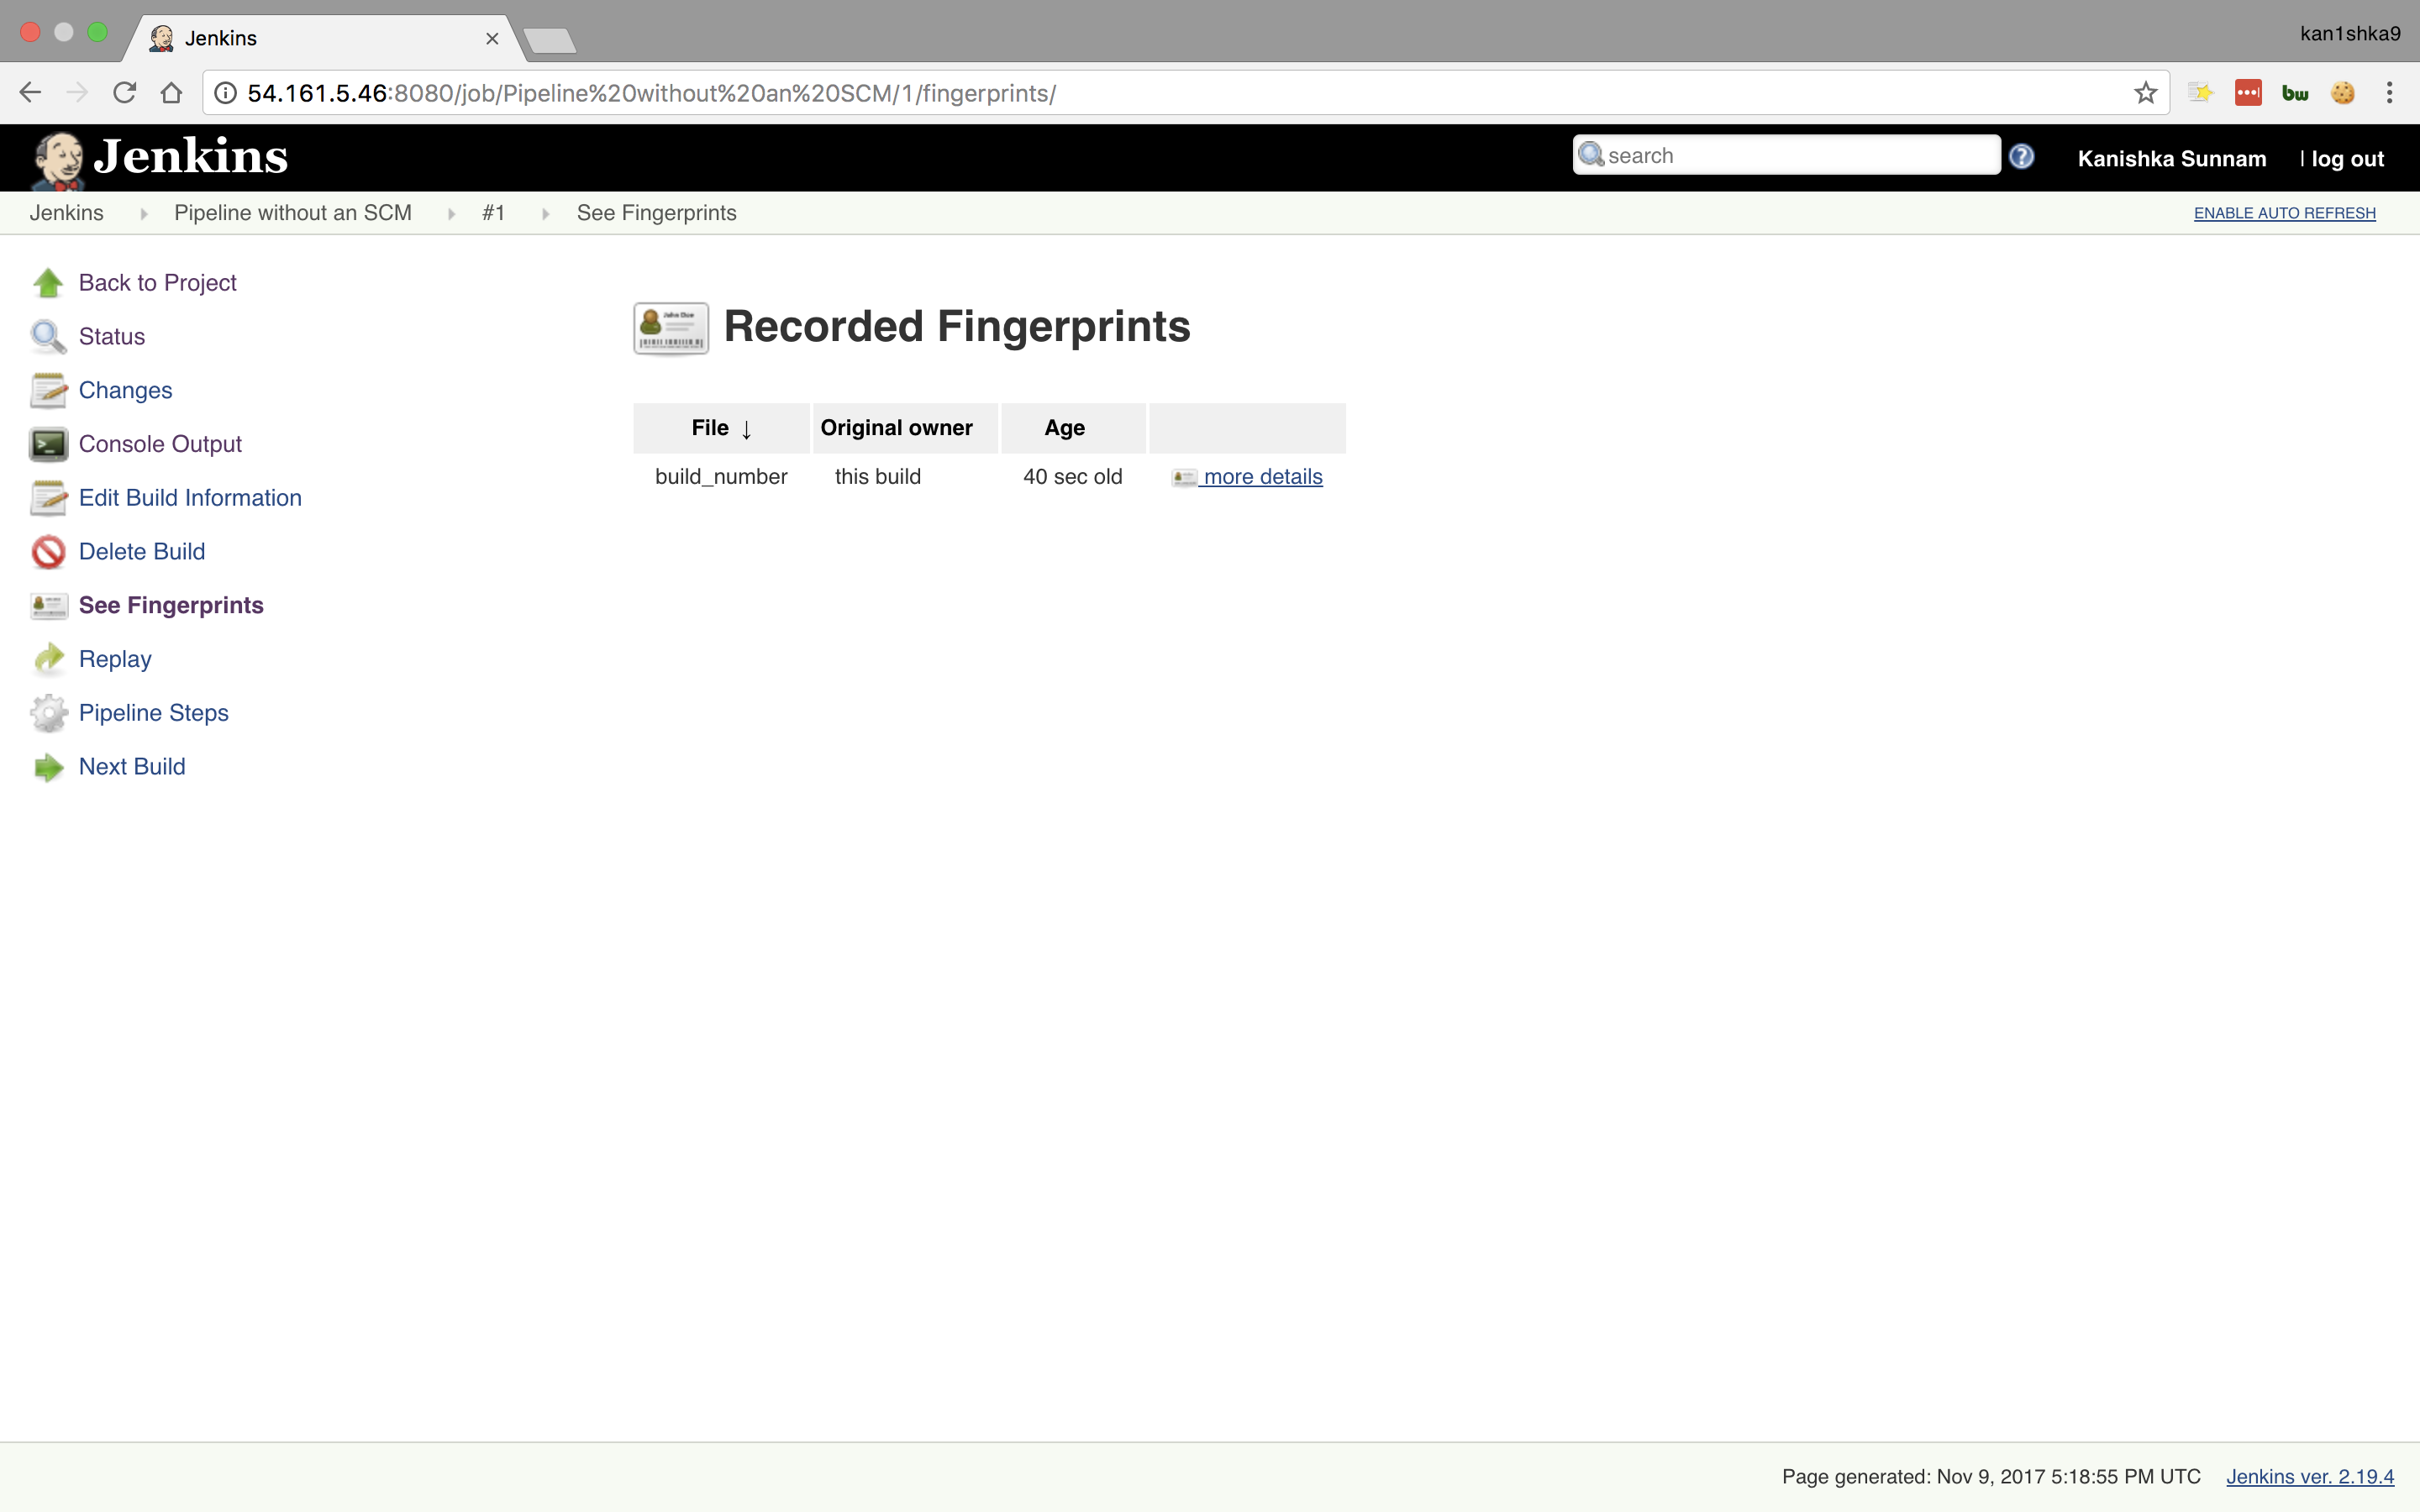 Jenkins
kan1shka9
54.161.5.46:8080/job/Pipeline%20without%20an%20SCM/1/fingerprints/
bw
Jenkins
search
Kanishka Sunnam
| log out
Jenkins
Pipeline without an SCM
#1
See Fingerprints
ENABLE AUTO REFRESH
Back to Project
Status
Changes
Console Output
Edit Build Information
Delete Build
See Fingerprints
Replay
Pipeline Steps
Next Build
John Doe
Recorded Fingerprints
File ↓ Original owner Age
build_number this build 40 sec old more details
Page generated: Nov 9, 2017 5:18:55 PM UTC Jenkins ver. 2.19.4